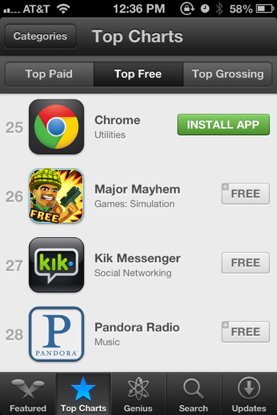 AT&T 12:36 PM 58%
Categories Top Charts
Top Paid Top Free Top Grossing
25 Chrome
Utilities
INSTALL APP
26 Major Mayhem
Games: Simulation
FREE
+ FREE
27 kik Kik Messenger
Social Networking
FREE
28 P Pandora Radio
PANDORA Music
+ FREE
Featured Top Charts Genius Search Updates